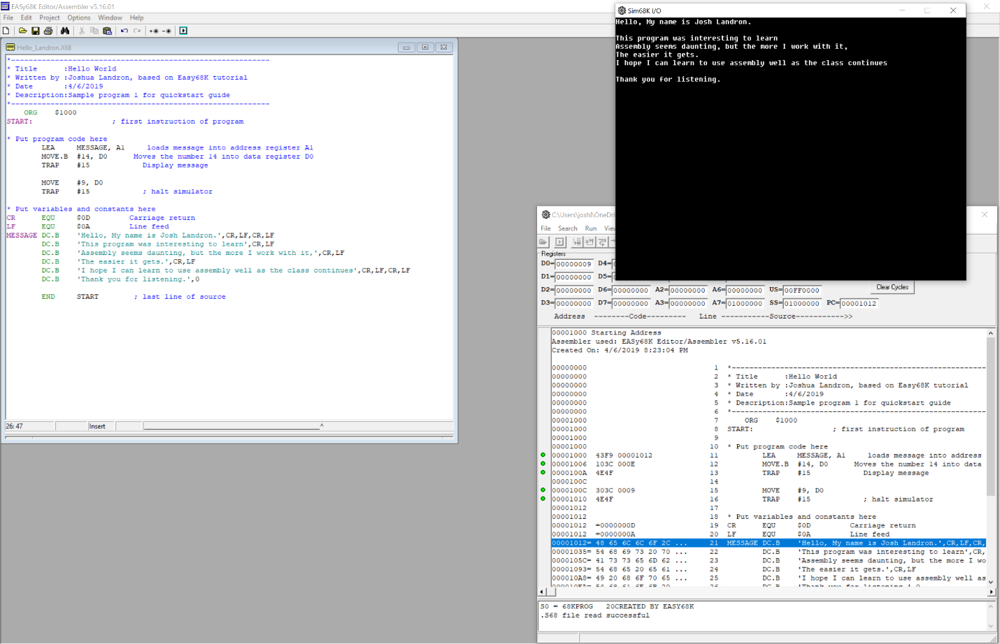 EASy68K Editor/Assembler v5.16.01
File Edit Project Options Window Help
Hello_Landron.X68
*-----------------------------------------------------------
* Title      :Hello World
* Written by :Joshua Landron, based on Easy68K tutorial
* Date       :4/6/2019
* Description:Sample program 1 for quickstart guide
*-----------------------------------------------------------
ORG    $1000
START:                  ; first instruction of program
* Put program code here
LEA     MESSAGE, A1     loads message into address register A1
MOVE.B  #14, D0      Moves the number 14 into data register D0
TRAP    #15            Display message
MOVE    #9, D0
TRAP    #15            ; halt simulator
* Put variables and constants here
CR      EQU     $0D         Carriage return
LF      EQU     $0A         Line feed
MESSAGE DC.B    'Hello, My name is Josh Landron.',CR,LF,CR,LF
DC.B    'This program was interesting to learn',CR,LF
DC.B    'Assembly seems daunting, but the more I work with it,',CR,LF
DC.B    'The easier it gets.',CR,LF
DC.B    'I hope I can learn to use assembly well as the class continues',CR,LF,CR,LF
DC.B    'Thank you for listening.',0
END     START        ; last line of source
26: 47 Insert
Sim68K I/O
Hello, My name is Josh Landron.
This program was interesting to learn
Assembly seems daunting, but the more I work with it,
The easier it gets.
I hope I can learn to use assembly well as the class continues
Thank you for listening.
C:\Users\joshl\OneDri
File Search Run View
Registers
D0= 00000009 D4=
D1= 00000000 D5=
D2= 00000000 D6= 00000000 A2= 00000000 A6= 00000000 US= 00FF0000 Clear Cycles
D3= 00000000 D7= 00000000 A3= 00000000 A7= 01000000 SS= 01000000 PC= 00001012
Address  --------Code---------   Line -----------Source----------->>
00001000 Starting Address
Assembler used: EASy68K Editor/Assembler v5.16.01
Created On: 4/6/2019 8:23:04 PM
00000000 1 *----------------------------------------------------------
00000000 2 * Title      :Hello World
00000000 3 * Written by :Joshua Landron, based on Easy68K tutorial
00000000 4 * Date       :4/6/2019
00000000 5 * Description:Sample program 1 for quickstart guide
00000000 6 *----------------------------------------------------------
00001000 7 ORG    $1000
00001000 8 START:                  ; first instruction of program
00001000 9
00001000 10 * Put program code here
00001000 43F9 00001012 11 LEA     MESSAGE, A1     loads message into address
00001006 103C 000E 12 MOVE.B  #14, D0      Moves the number 14 into data
0000100A 4E4F 13 TRAP    #15            Display message
0000100C 14
0000100C 303C 0009 15 MOVE    #9, D0
00001010 4E4F 16 TRAP    #15            ; halt simulator
00001012 17
00001012 18 * Put variables and constants here
00001012 =0000000D 19 CR      EQU     $0D         Carriage return
00001012 =0000000A 20 LF      EQU     $0A         Line feed
00001012= 48 65 6C 6C 6F 2C ... 21 MESSAGE DC.B    'Hello, My name is Josh Landron.',CR,LF,CR,
00001035= 54 68 69 73 20 70 ... 22 DC.B    'This program was interesting to learn',CR,
0000105C= 41 73 73 65 6D 62 ... 23 DC.B    'Assembly seems daunting, but the more I wo
00001093= 54 68 65 20 65 61 ... 24 DC.B    'The easier it gets.',CR,LF
000010A8= 49 20 68 6F 70 65 ... 25 DC.B    'I hope I can learn to use assembly well as
S0 = 68KPROG   20CREATED BY EASY68K
.S68 file read successful